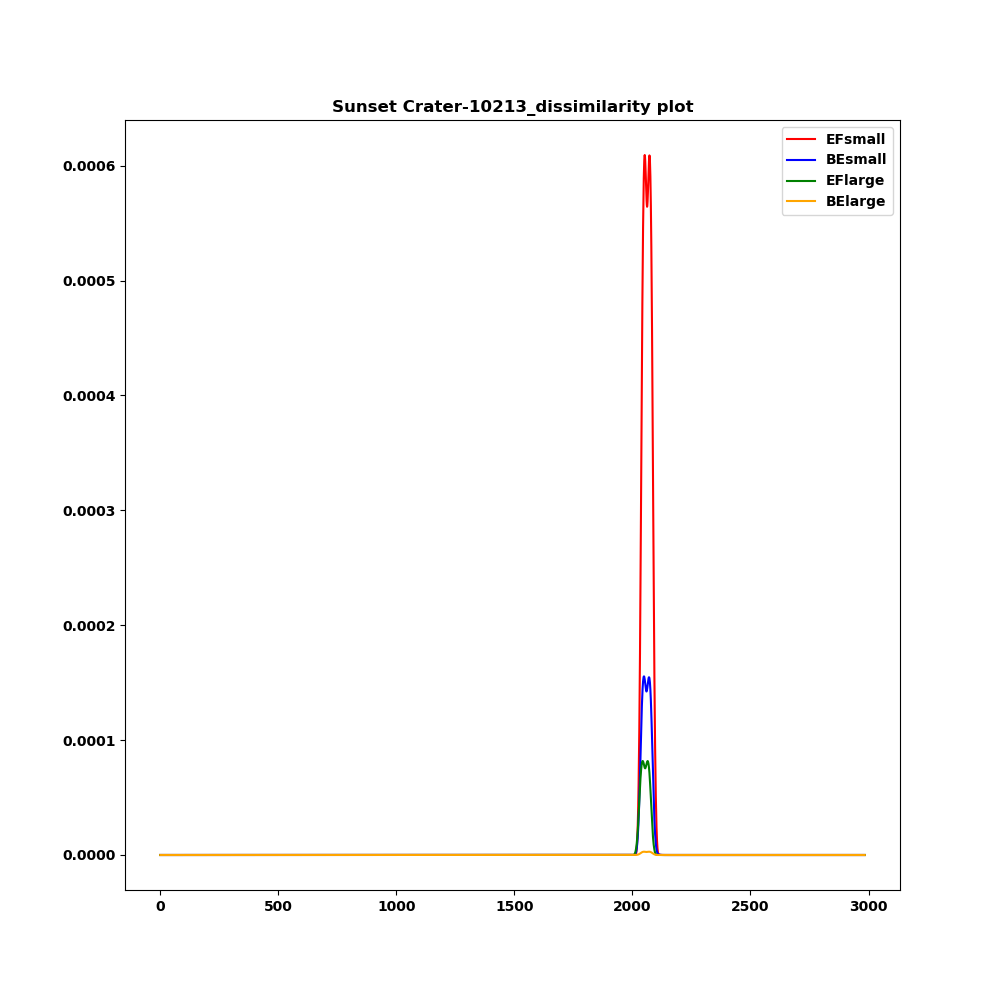 Sunset Crater-10213_dissimilarity plot
EFsmall
BEsmall
EFlarge
BElarge
0.0006
0.0005
0.0004
0.0003
0.0002
0.0001
0.0000
0 500 1000 1500 2000 2500 3000